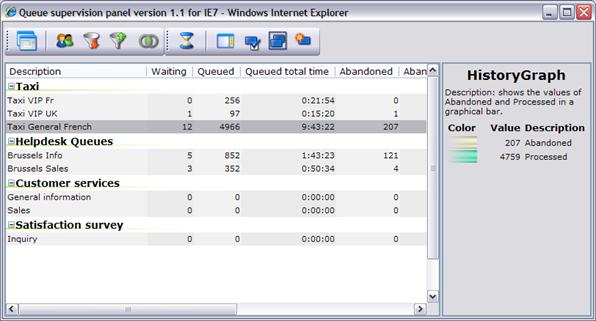 Queue supervision panel version 1.1 for IE7 - Windows Internet Explorer
Description Waiting Queued Queued total time Abandoned Aban
Taxi
Taxi VIP Fr 0 256 0:21:54 0
Taxi VIP UK 1 97 0:15:20 1
Taxi General French 12 4966 9:43:22 207
Helpdesk Queues
Brussels Info 5 852 1:43:23 121
Brussels Sales 3 352 0:50:34 4
Customer services
General information 0 0 0:00:00 0
Sales 0 0 0:00:00 0
Satisfaction survey
Inquiry 0 0 0:00:00 0
HistoryGraph
Description: shows the values of
Abandoned and Processed in a
graphical bar.
Color Value Description
207 Abandoned
4759 Processed